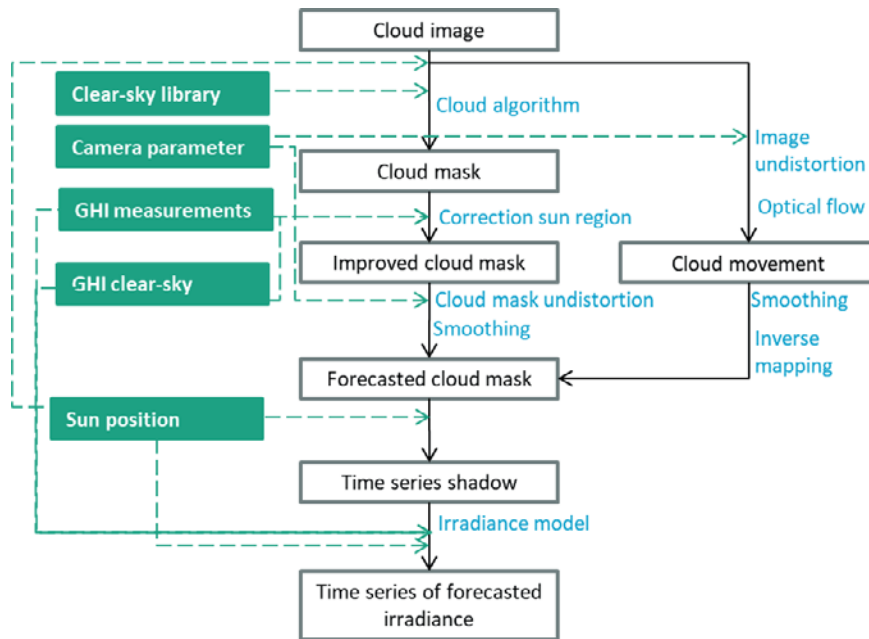 Cloud image
Clear-sky library
Cloud algorithm
Camera parameter
Image
undistortion
Cloud mask
GHI measurements
Correction sun region
Optical flow
Improved cloud mask
Cloud movement
GHI clear-sky
Cloud mask undistortion
Smoothing
Smoothing
Inverse
mapping
Forecasted cloud mask
Sun position
Time series shadow
Irradiance model
Time series of forecasted
irradiance